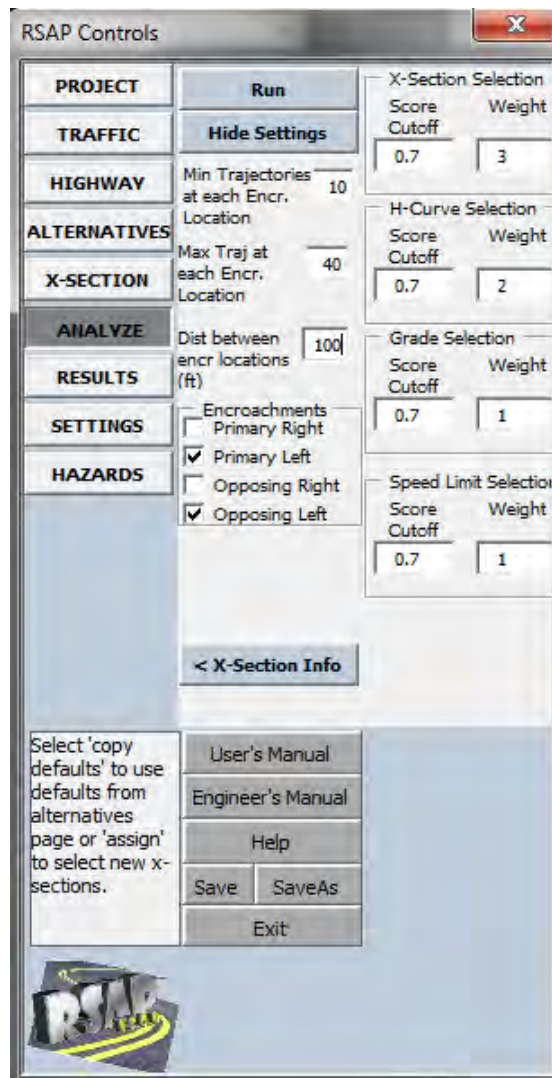 RSAP Controls
PROJECT
TRAFFIC
HIGHWAY
ALTERNATIVES
X-SECTION
ANALYZE
RESULTS
SETTINGS
HAZARDS
Run
Hide Settings
Min Trajectories
at each Encr.
Location
10
Max Traj at
each Encr.
Location
40
Dist between
encr locations
(ft)
100
Encroachments
Primary Right
Primary Left
Opposing Right
Opposing Left
< X-Section Info
X-Section Selection
Score Weight
Cutoff
0.7 3
H-Curve Selection
Score Weight
Cutoff
0.7 2
Grade Selection
Score Weight
Cutoff
0.7 1
Speed Limit Selection
Score Weight
Cutoff
0.7 1
Select 'copy
defaults' to use
defaults from
alternatives
page or 'assign'
to select new x-
sections.
User's Manual
Engineer's Manual
Help
Save SaveAs
Exit
RSAP